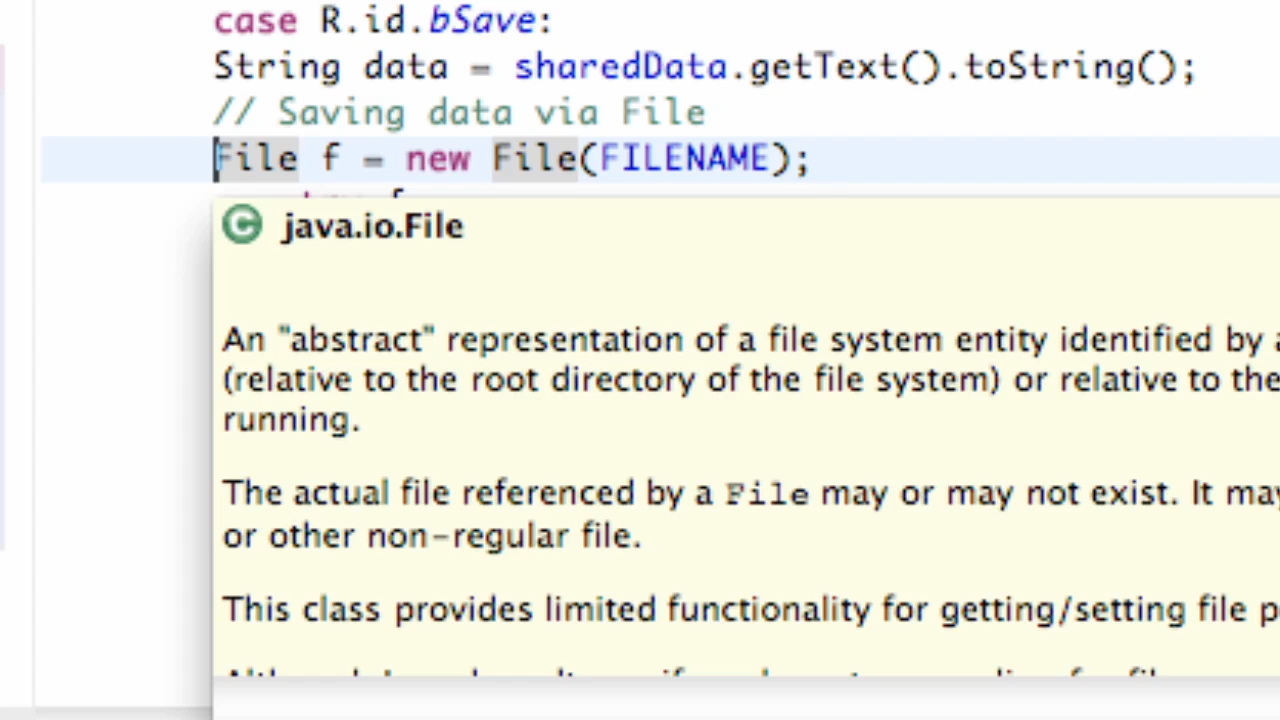 case R.id.bSave:
String data = sharedData.getText().toString();
// Saving data via File
File f = new File(FILENAME);
java.io.File
An "abstract" representation of a file system entity identified by
(relative to the root directory of the file system) or relative to the
running.
The actual file referenced by a File may or may not exist. It may
or other non-regular file.
This class provides limited functionality for getting/setting file